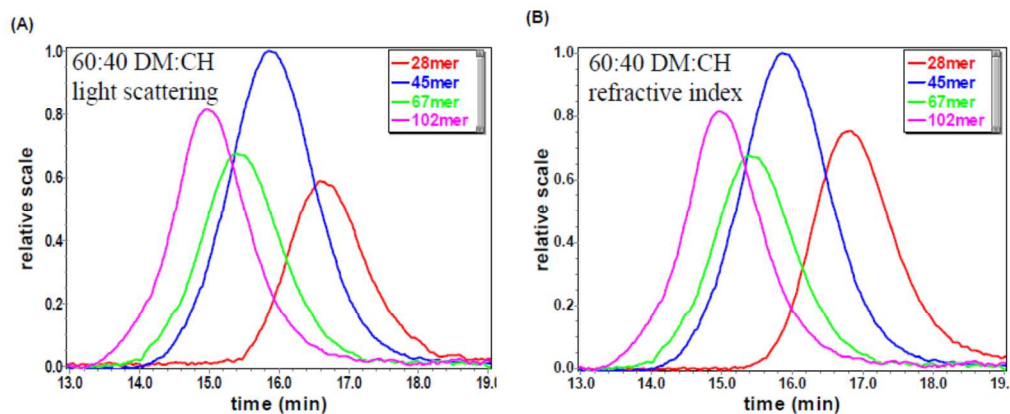 (A)
60:40 DM:CH
light scattering
28mer
45mer
67mer
102mer
relative scale
1.0
0.8
0.6
0.4
0.2
0.0
13.0 14.0 15.0 16.0 17.0 18.0 19.0
time (min)
(B)
60:40 DM:CH
refractive index
28mer
45mer
67mer
102mer
relative scale
1.0
0.8
0.6
0.4
0.2
0.0
13.0 14.0 15.0 16.0 17.0 18.0 19.
time (min)